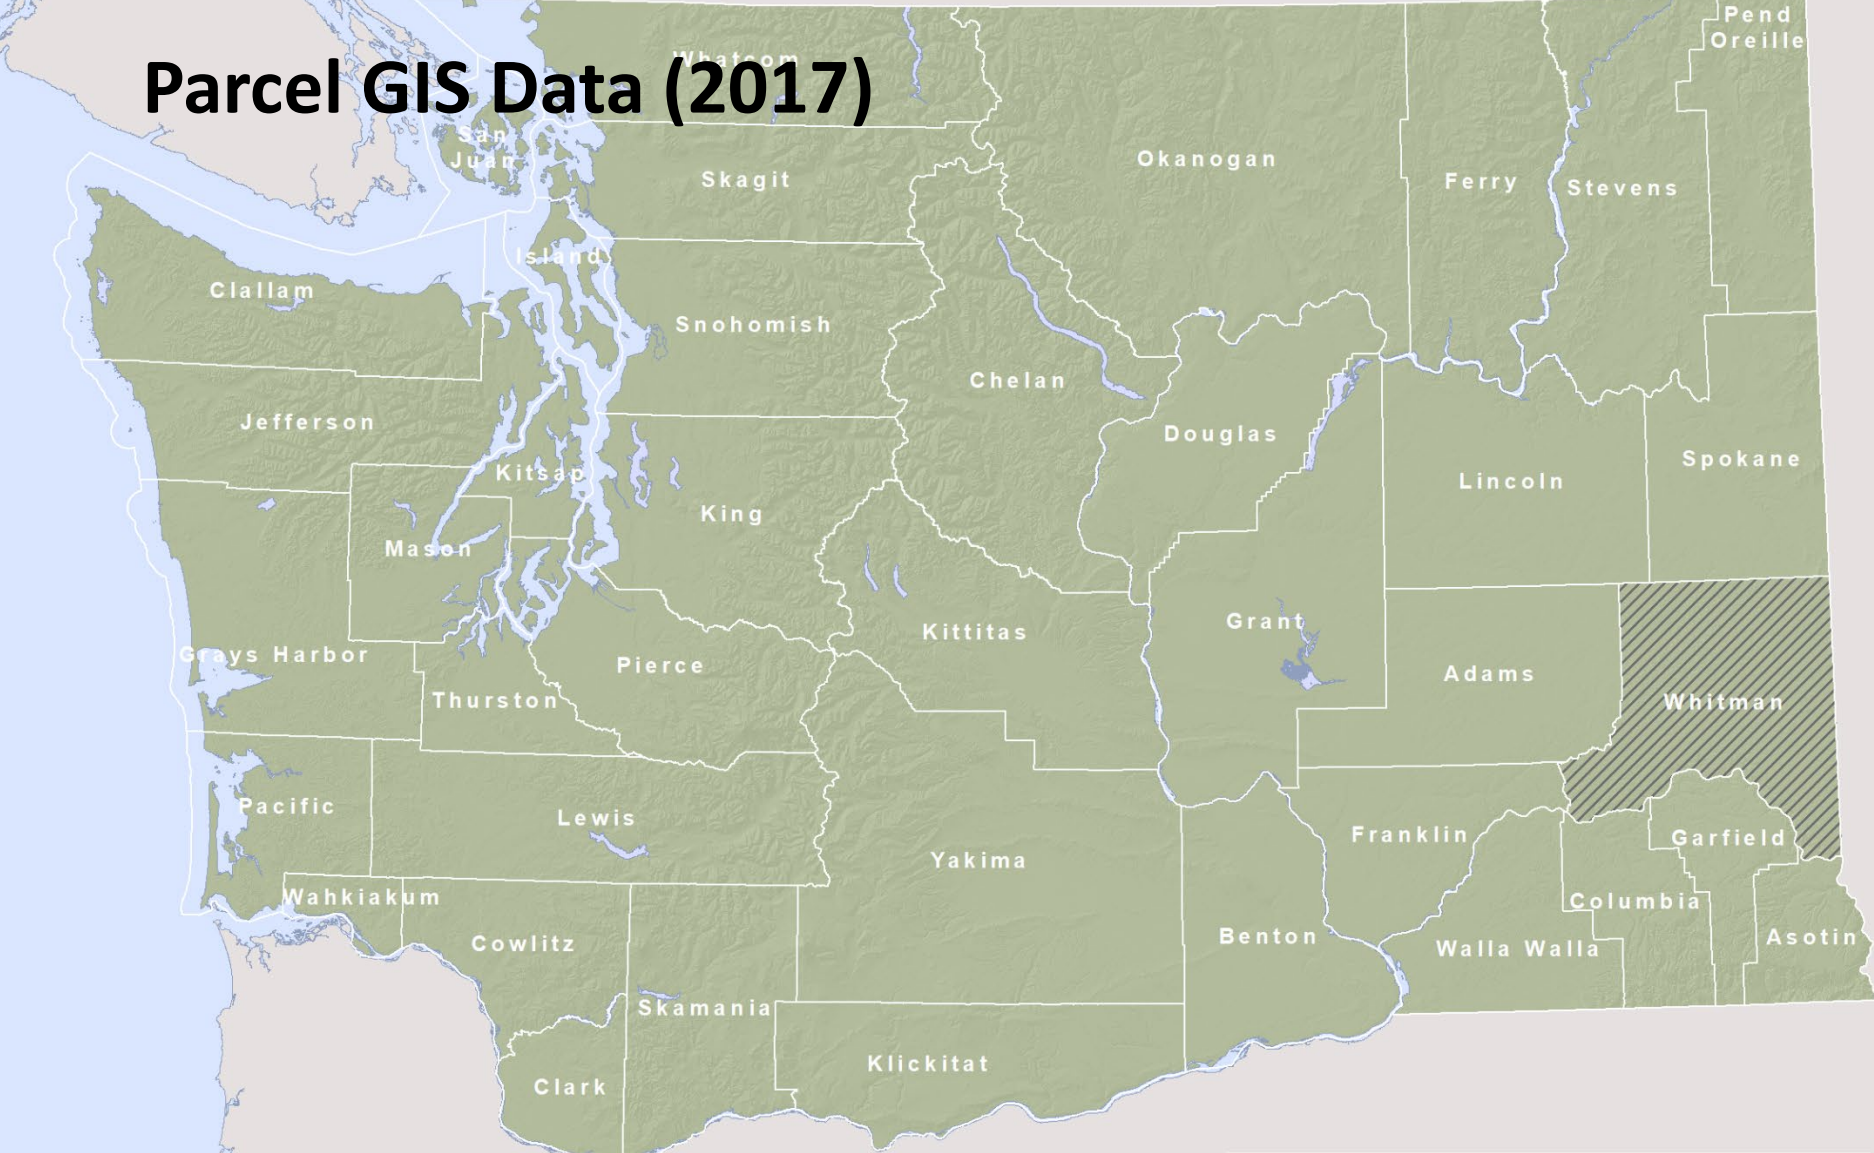 Pend
Oreille
Whatcom
Parcel GIS Data (2017)
San
Juan
Okanogan
Skagit
Ferry
Stevens
Island
Clallam
Snohomish
Chelan
Jefferson
Douglas
Spokane
Kitsap
Lincoln
King
Mason
Grant
Kittitas
Grays Harbor
Pierce
Adams
Thurston
Whitman
Pacific
Lewis
Franklin
Garfield
Yakima
Wahkiakum
Columbia
Cowlitz
Benton
Walla Walla
Asotin
Skamania
Klickitat
Clark